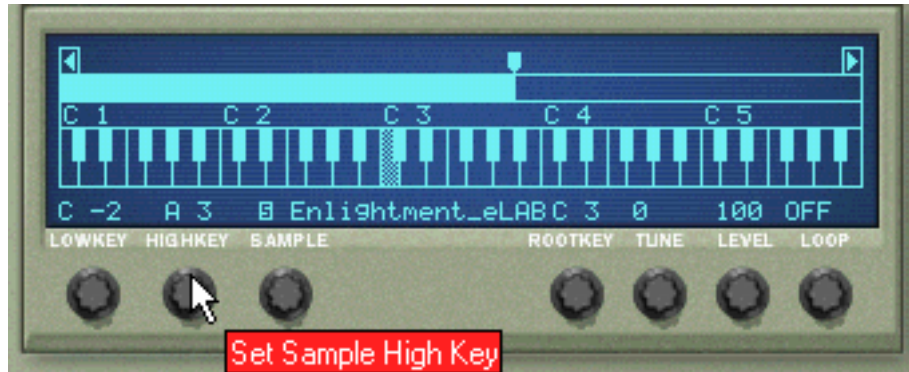 C 1 C 2 C 3 C 4 C 5
C -2 A 3 S Enlightment_eLAB C 3 0 100 OFF
LOWKEY HIGHKEY SAMPLE ROOTKEY TUNE LEVEL LOOP
Set Sample High Key